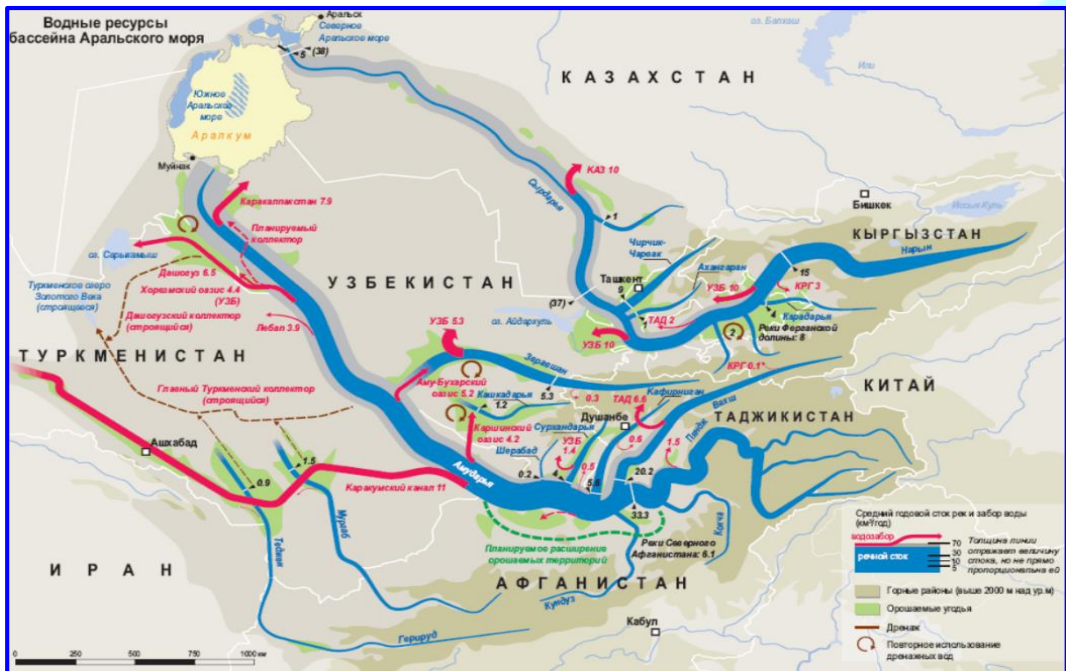 Водные ресурсы
бассейна Аральского моря
Аральск
Северное
Аральское море
5 (38)
оз. Балхаш
Или
КАЗАХСТАН
Южное
Аральское
море
Аралкум
Муйнак
КАЗ 10
Сырдарья
1
Бишкек
Иссык-Куль
КЫРГЫЗСТАН
Нарын
Каракалпакстан 7.9
Планируемый
коллектор
Чирчик-
Чарвак
Ахангаран
15
оз. Сарыкамыш
УЗБЕКИСТАН
Ташкент
9
УЗБ 10
КРГ 3
Туркменское озеро
Золотого Века
(строящееся)
Дашогуз 6.5
Хорезмский оазис 4.4
(УЗБ)
(37)
ТАД 2
1
4
Карадарья
Реки Ферганской
долины: 8
2
Дашогузский коллектор
(строящийся)
Лебап 3.9
оз. Айдаркуль
УЗБ 5.3
УЗБ 10
КРГ 0.1*
ТУРКМЕНИСТАН
Зеравшан
КИТАЙ
Главный Туркменский коллектор
(строящийся)
Аму-Бухарский
оазис 5.2
Кашкадарья
1.2
5.3
0.3
Кафирниган
ТАД 6.6
Вахш
ТАДЖИКИСТАН
Душанбе
Каршинский
оазис 4.2
Сурхандарья
Шерабад
УЗБ
1.4
0.6
1.5
Пяндж
Ашхабад
0.5
Амударья
0.2
4
5.6
20.2
1.5
0.9
Каракумский канал 11
33.3
Кокча
Теджен
Мургаб
Планируемое расширение
орошаемых территорий
Реки Северного
Афганистана: 6.1
ИРАН
АФГАНИСТАН
Кундуз
Герируд
Кабул
Средний годовой сток рек и забор воды
(км³/год)
водозабор
речной сток
70
30
10
5
Толщина линии
отражает величину
стока, но не прямо
пропорциональна ей
Горные районы (выше 2000 м над ур.м)
Орошаемые угодья
Дренаж
Повторное использование
дренажных вод
0 250 500 750 1000 км